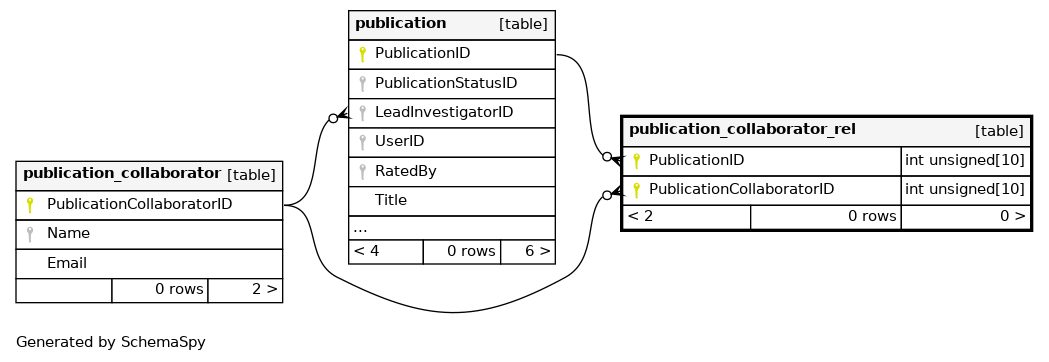 publication [table]
PublicationID
PublicationStatusID
LeadInvestigatorID
UserID
RatedBy
Title
...
< 4 0 rows 6 >
publication_collaborator_rel [table]
PublicationID int unsigned[10]
PublicationCollaboratorID int unsigned[10]
< 2 0 rows 0 >
publication_collaborator [table]
PublicationCollaboratorID
Name
Email
0 rows 2 >
Generated by SchemaSpy